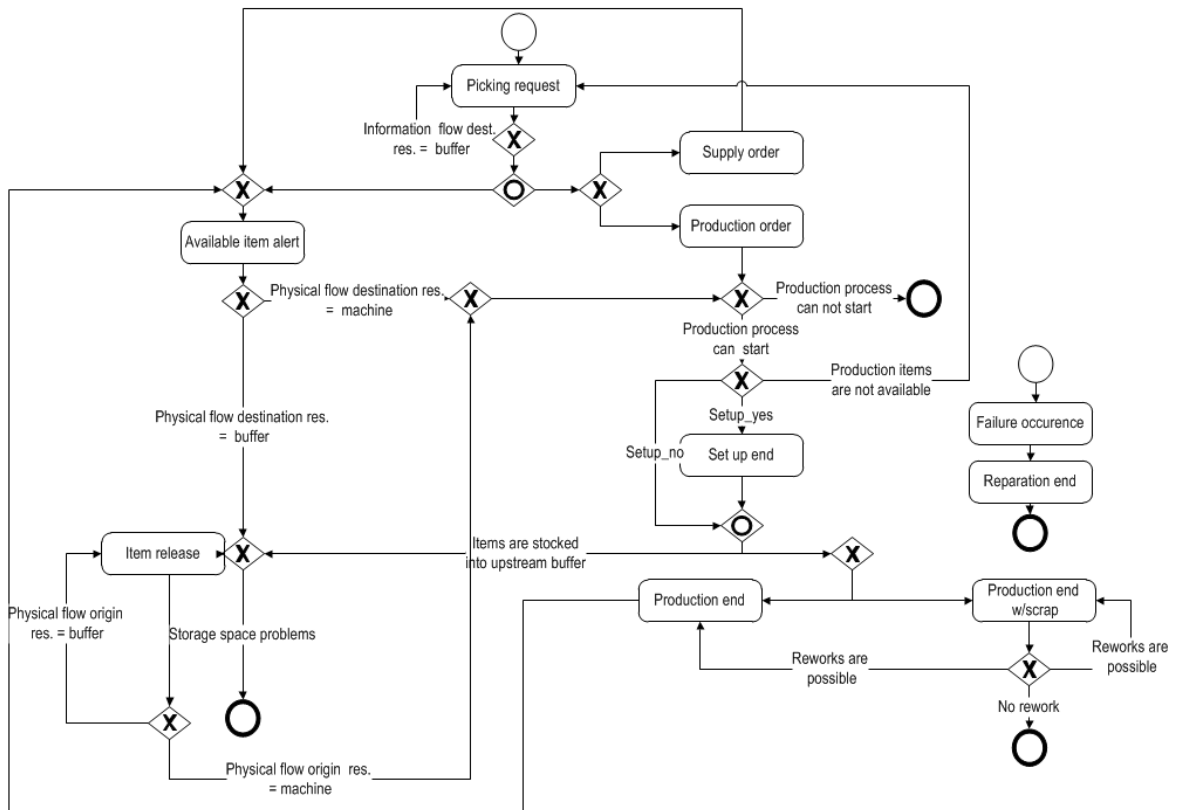 Picking request
Information flow dest.
res. = buffer
X
Supply order
X
X
Production order
Available item alert
X
Physical flow destination res.
= machine
X
X
Production process
can not start
Production process
can start
X
Production items
are not available
Setup_yes
Physical flow destination res.
= buffer
Failure occurence
Setup_no
Set up end
Reparation end
Item release
X
Items are stocked
into upstream buffer
X
Production end
Production end
w/scrap
Physical flow origin
res. = buffer
Storage space problems
Reworks are
possible
X
Reworks are
possible
X
No rework
Physical flow origin res.
= machine